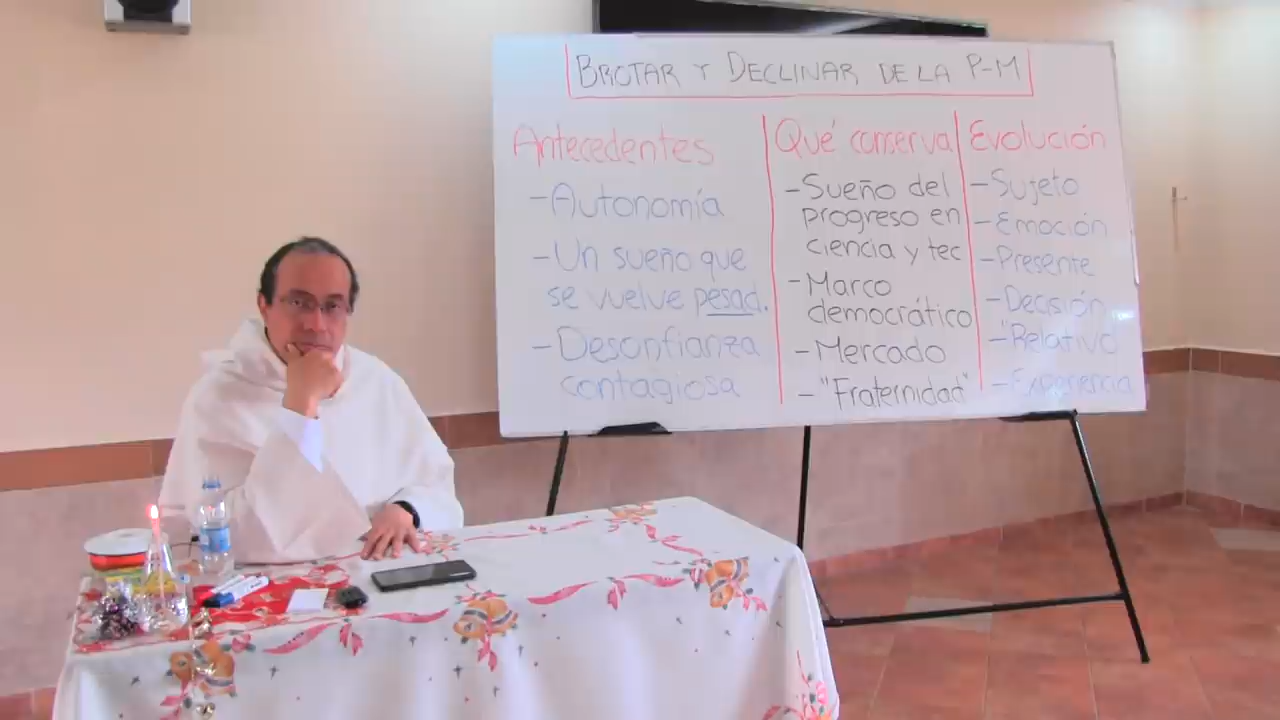 BROTAR Y DECLINAR DE LA P-M
Antecedentes
-Autonomía
-Un sueño que
se vuelve pesad.
-Desonfianza
contagiosa
Qué conserva
-Sueño del
progreso en
ciencia y tec
-Marco
democrático
-Mercado
-"Fraternidad"
Evolución
-Sujeto
-Emoción
-Presente
-Decisión
-"Relativo
-Experiencia